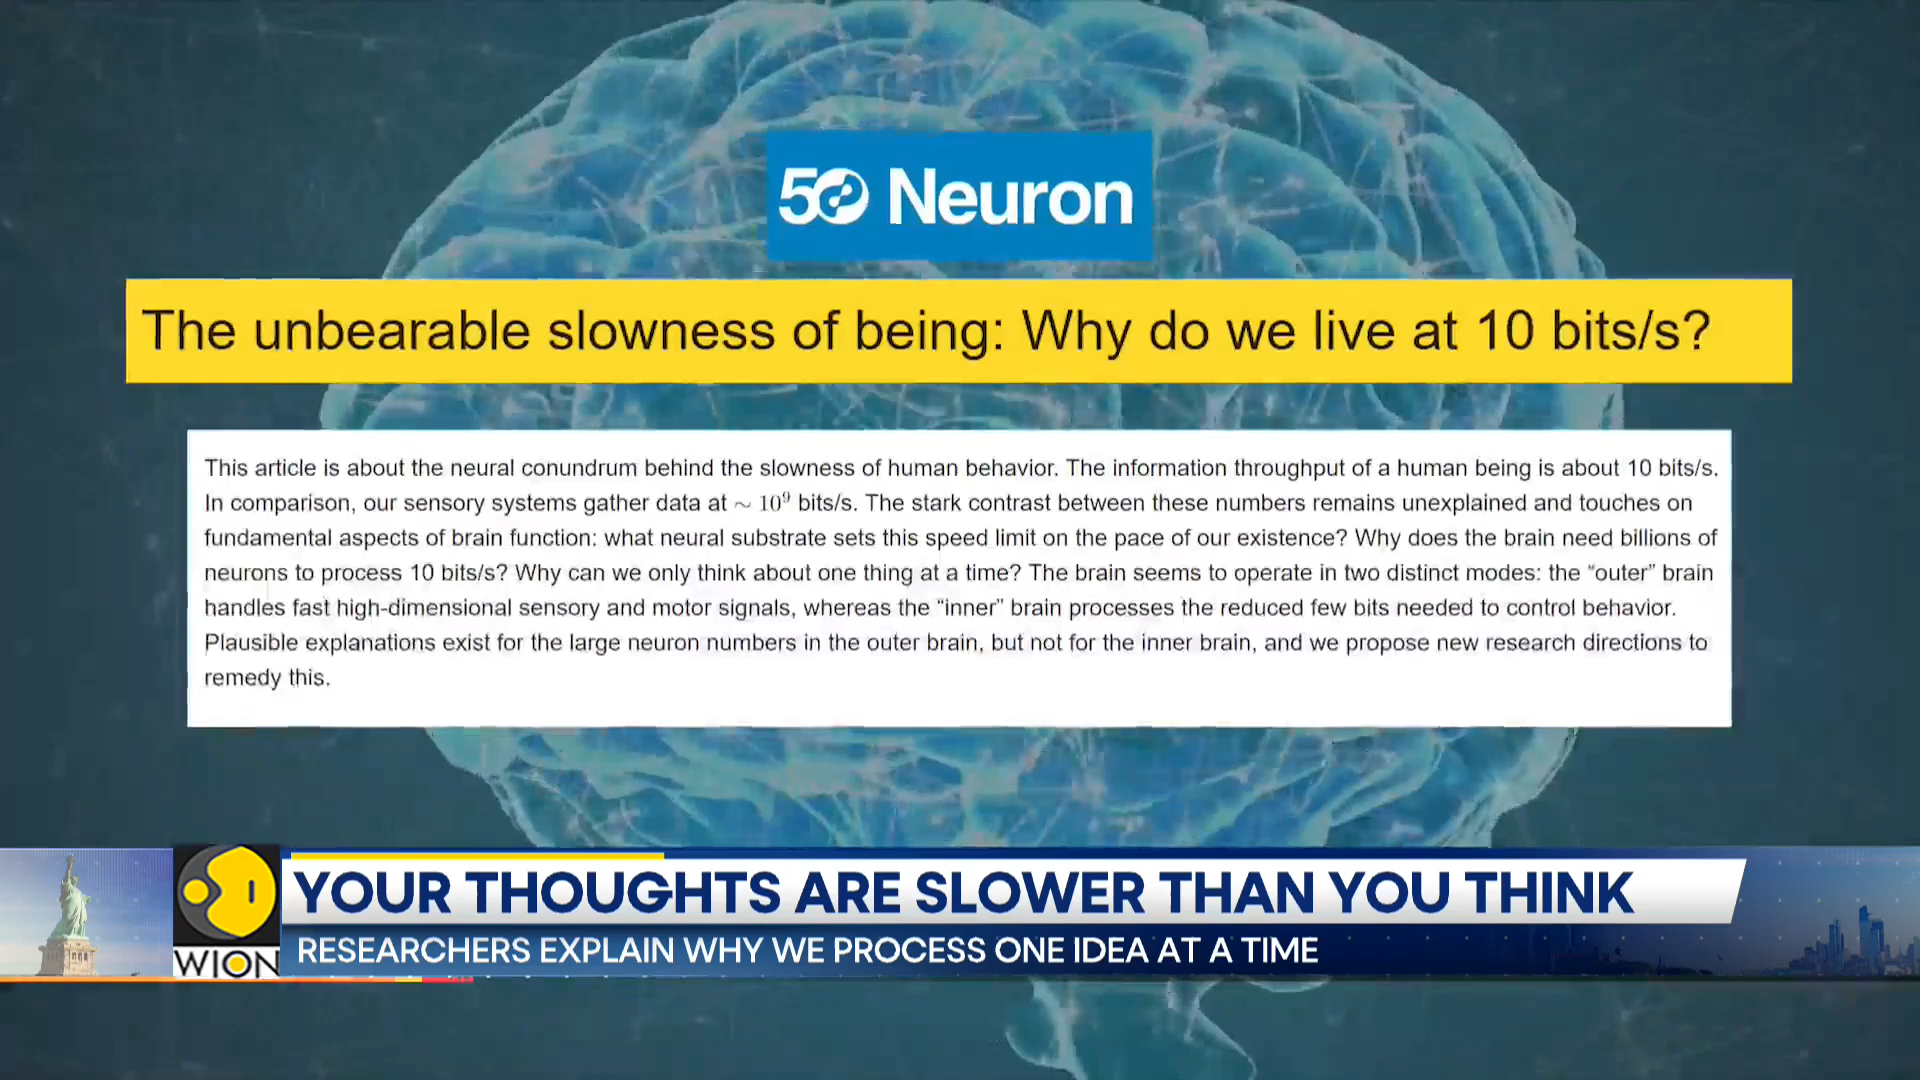 50 Neuron
The unbearable slowness of being: Why do we live at 10 bits/s?
This article is about the neural conundrum behind the slowness of human behavior. The information throughput of a human being is about 10 bits/s.
In comparison, our sensory systems gather data at ~ 10⁹ bits/s. The stark contrast between these numbers remains unexplained and touches on
fundamental aspects of brain function: what neural substrate sets this speed limit on the pace of our existence? Why does the brain need billions of
neurons to process 10 bits/s? Why can we only think about one thing at a time? The brain seems to operate in two distinct modes: the “outer” brain
handles fast high-dimensional sensory and motor signals, whereas the “inner” brain processes the reduced few bits needed to control behavior.
Plausible explanations exist for the large neuron numbers in the outer brain, but not for the inner brain, and we propose new research directions to
remedy this.
YOUR THOUGHTS ARE SLOWER THAN YOU THINK
RESEARCHERS EXPLAIN WHY WE PROCESS ONE IDEA AT A TIME
WION